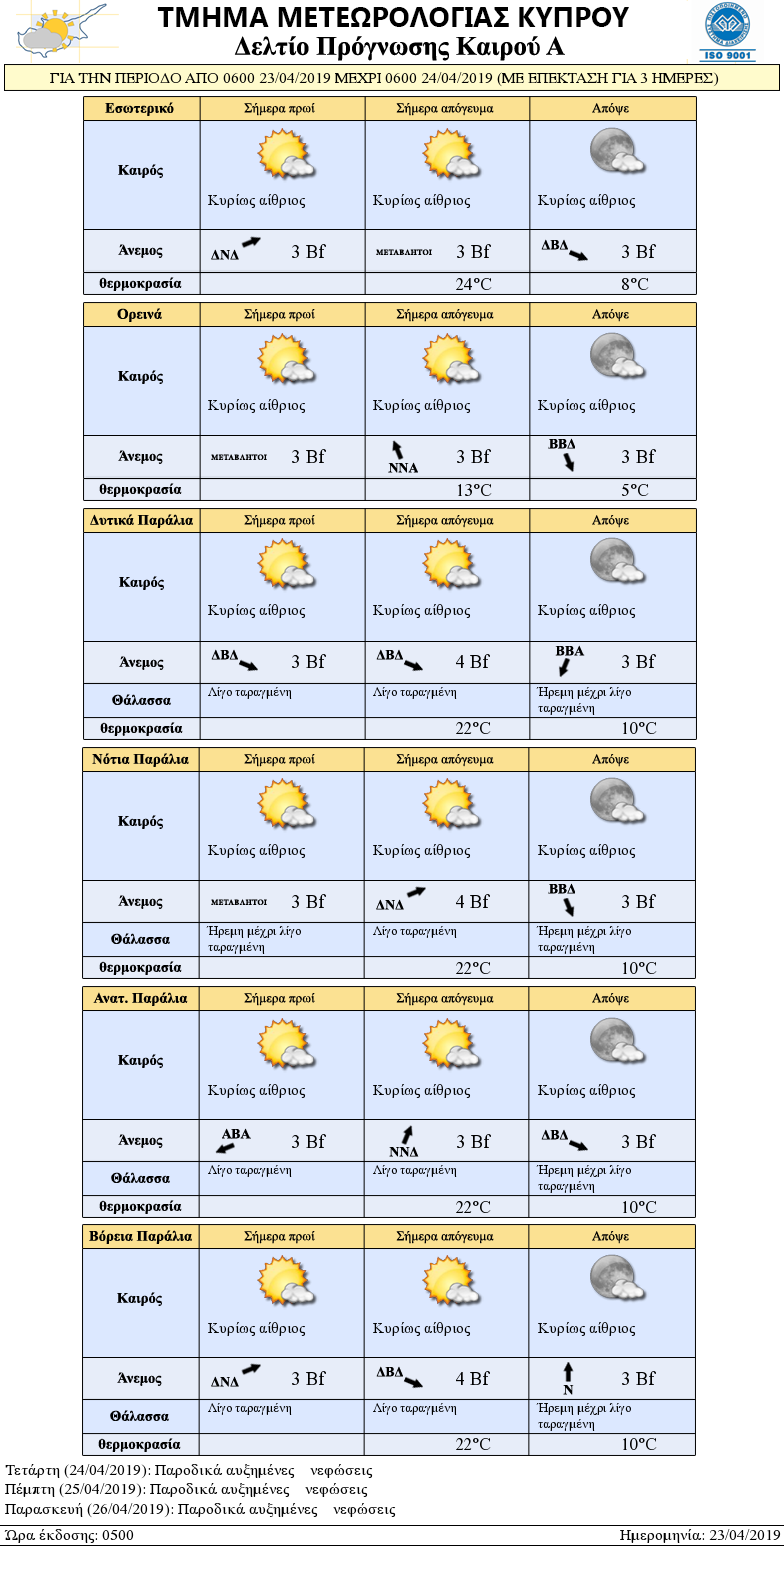 ΤΜΗΜΑ ΜΕΤΕΩΡΟΛΟΓΙΑΣ ΚΥΠΡΟΥ
Δελτίο Πρόγνωσης Καιρού Α
ISO 9001
ΓΙΑ ΤΗΝ ΠΕΡΙΟΔΟ ΑΠΟ 0600 23/04/2019 ΜΕΧΡΙ 0600 24/04/2019 (ΜΕ ΕΠΕΚΤΑΣΗ ΓΙΑ 3 ΗΜΕΡΕΣ)
Εσωτερικό Σήμερα πρωί Σήμερα απόγευμα Απόψε
Καιρός Κυρίως αίθριος Κυρίως αίθριος Κυρίως αίθριος
Άνεμος ΔΝΔ 3 Bf ΜΕΤΑΒΛΗΤΟΙ 3 Bf ΔΒΔ 3 Bf
θερμοκρασία 24°C 8°C
Ορεινά Σήμερα πρωί Σήμερα απόγευμα Απόψε
Καιρός Κυρίως αίθριος Κυρίως αίθριος Κυρίως αίθριος
Άνεμος ΜΕΤΑΒΛΗΤΟΙ 3 Bf ΝΝΑ 3 Bf ΒΒΔ 3 Bf
θερμοκρασία 13°C 5°C
Δυτικά Παράλια Σήμερα πρωί Σήμερα απόγευμα Απόψε
Καιρός Κυρίως αίθριος Κυρίως αίθριος Κυρίως αίθριος
Άνεμος ΔΒΔ 3 Bf ΔΒΔ 4 Bf ΒΒΑ 3 Bf
Θάλασσα Λίγο ταραγμένη Λίγο ταραγμένη Ήρεμη μέχρι λίγο
ταραγμένη
θερμοκρασία 22°C 10°C
Νότια Παράλια Σήμερα πρωί Σήμερα απόγευμα Απόψε
Καιρός Κυρίως αίθριος Κυρίως αίθριος Κυρίως αίθριος
Άνεμος ΜΕΤΑΒΛΗΤΟΙ 3 Bf ΔΝΔ 4 Bf ΒΒΔ 3 Bf
Θάλασσα Ήρεμη μέχρι λίγο Λίγο ταραγμένη Ήρεμη μέχρι λίγο
ταραγμένη ταραγμένη
θερμοκρασία 22°C 10°C
Ανατ. Παράλια Σήμερα πρωί Σήμερα απόγευμα Απόψε
Καιρός Κυρίως αίθριος Κυρίως αίθριος Κυρίως αίθριος
Άνεμος ΑΒΑ 3 Bf ΝΝΔ 3 Bf ΔΒΔ 3 Bf
Θάλασσα Λίγο ταραγμένη Λίγο ταραγμένη Ήρεμη μέχρι λίγο
ταραγμένη
θερμοκρασία 22°C 10°C
Βόρεια Παράλια Σήμερα πρωί Σήμερα απόγευμα Απόψε
Καιρός Κυρίως αίθριος Κυρίως αίθριος Κυρίως αίθριος
Άνεμος ΔΝΔ 3 Bf ΔΒΔ 4 Bf Ν 3 Bf
Θάλασσα Λίγο ταραγμένη Λίγο ταραγμένη Ήρεμη μέχρι λίγο
ταραγμένη
θερμοκρασία 22°C 10°C
Τετάρτη (24/04/2019): Παροδικά αυξημένες νεφώσεις
Πέμπτη (25/04/2019): Παροδικά αυξημένες νεφώσεις
Παρασκευή (26/04/2019): Παροδικά αυξημένες νεφώσεις
Ώρα έκδοσης: 0500 Ημερομηνία: 23/04/2019